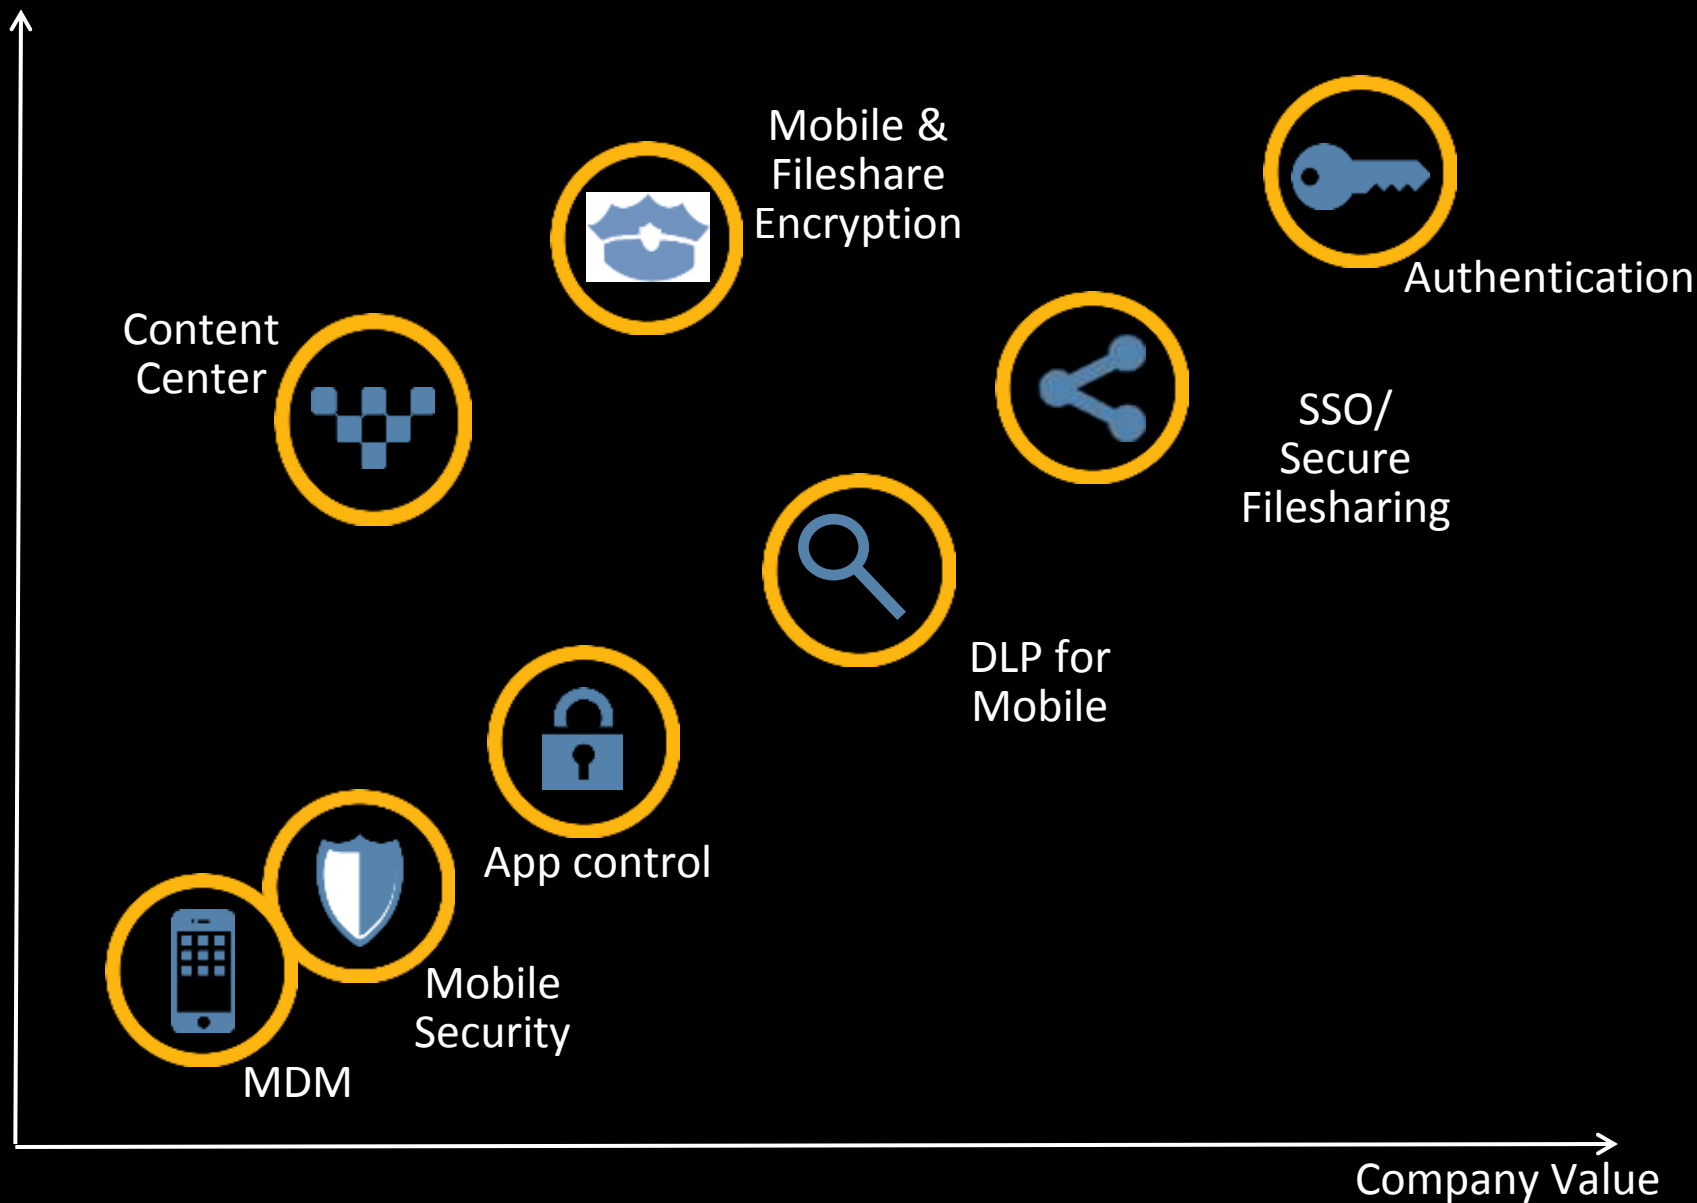 Mobile &
Fileshare
Encryption
Authentication
Content
Center
SSO/
Secure
Filesharing
DLP for
Mobile
App control
Mobile
Security
MDM
Company Value